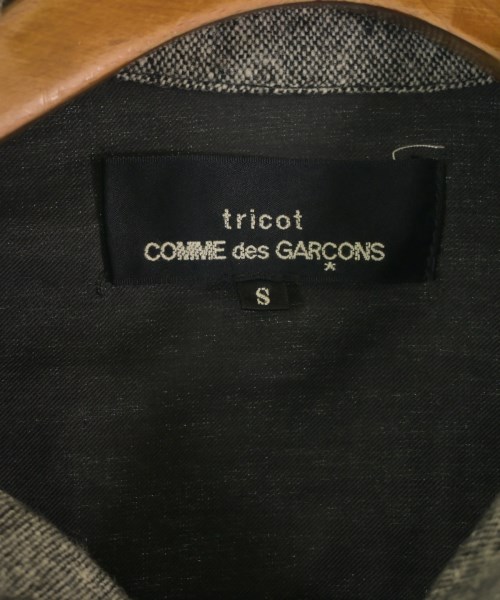 tricot
COMME des GARÇONS
*
S